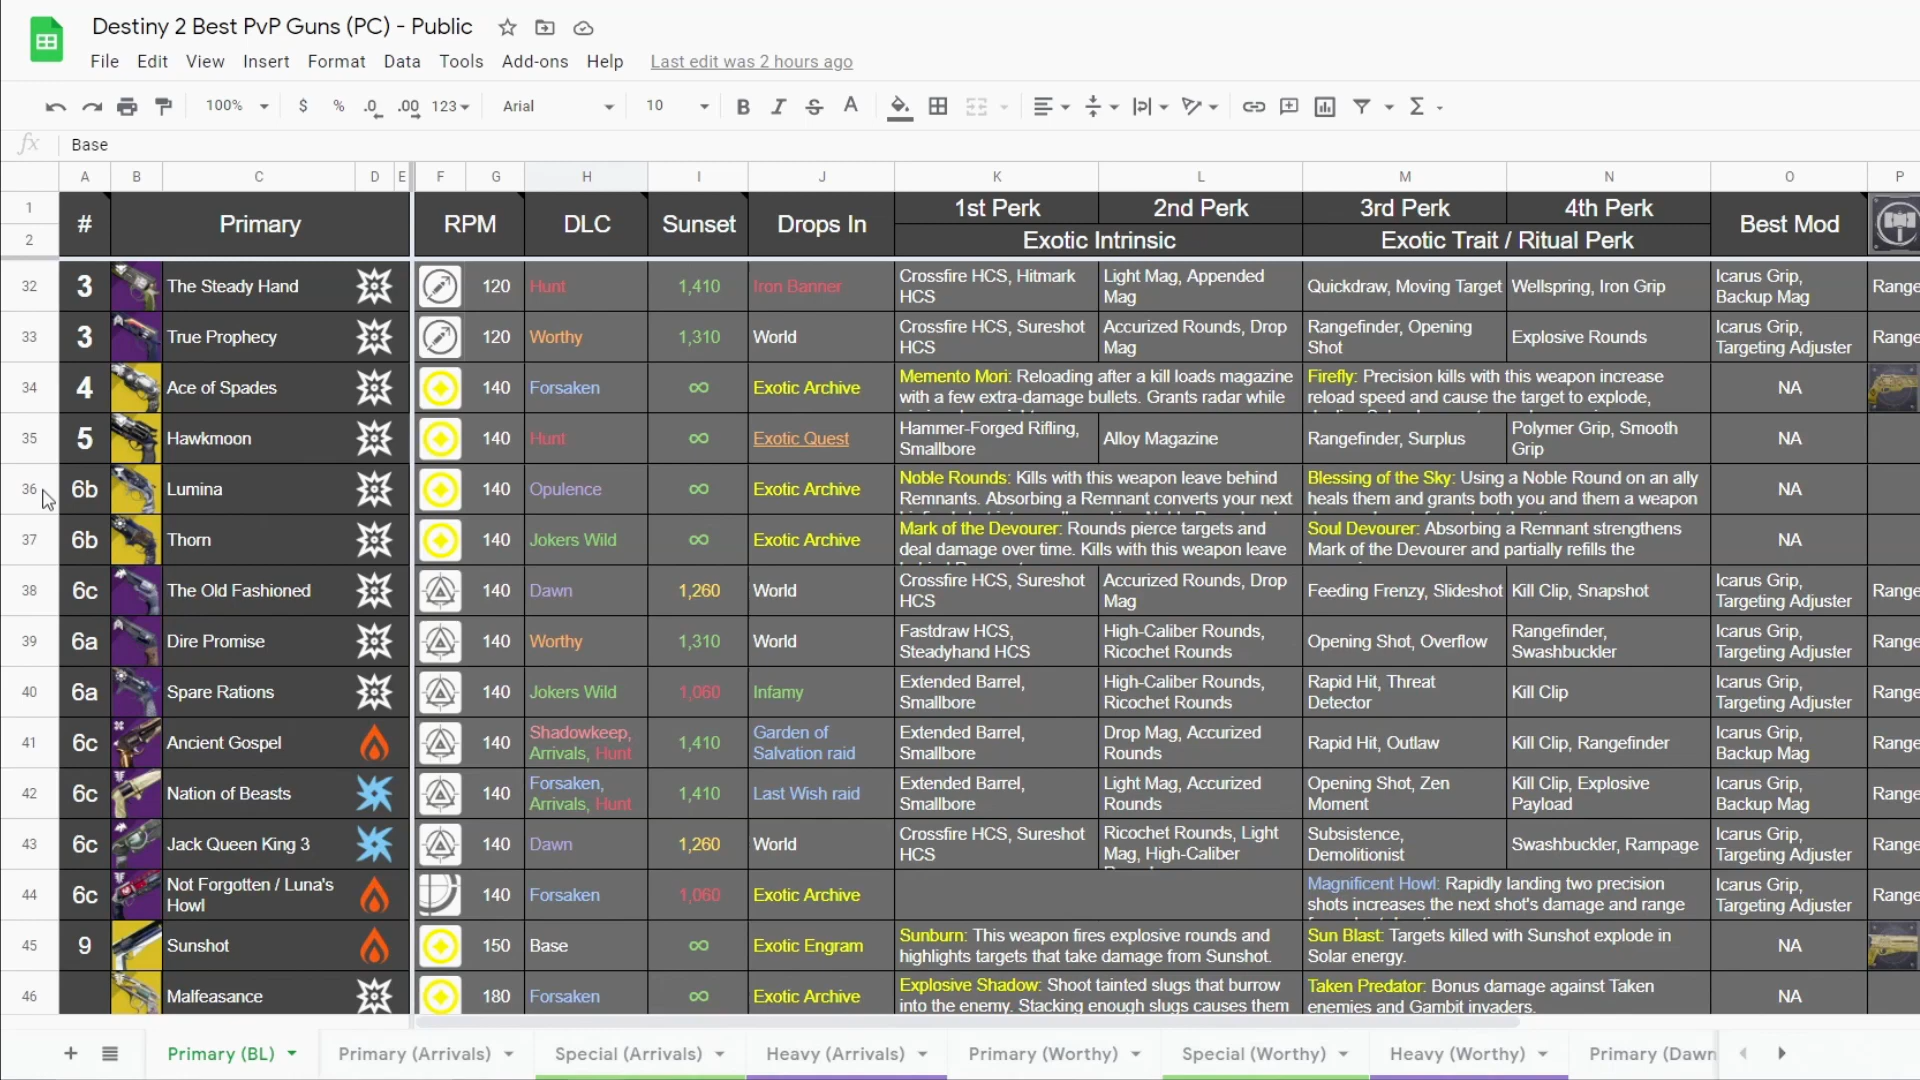 Destiny 2 Best PvP Guns (PC) - Public
File Edit View Insert Format Data Tools Add-ons Help Last edit was 2 hours ago
100% $ % .0 .00 123 Arial 10 B I S A
fx Base
A B C D E F G H I J K L M N O P
1 # Primary RPM DLC Sunset Drops In 1st Perk 2nd Perk 3rd Perk 4th Perk Best Mod
2 Exotic Intrinsic Exotic Trait / Ritual Perk
32 3 The Steady Hand 120 Hunt 1,410 Iron Banner Crossfire HCS, Hitmark HCS Light Mag, Appended Mag Quickdraw, Moving Target Wellspring, Iron Grip Icarus Grip, Backup Mag Range
33 3 True Prophecy 120 Worthy 1,310 World Crossfire HCS, Sureshot HCS Accurized Rounds, Drop Mag Rangefinder, Opening Shot Explosive Rounds Icarus Grip, Targeting Adjuster Range
34 4 Ace of Spades 140 Forsaken ∞ Exotic Archive Memento Mori: Reloading after a kill loads magazine with a few extra-damage bullets. Grants radar while Firefly: Precision kills with this weapon increase reload speed and cause the target to explode, NA
35 5 Hawkmoon 140 Hunt ∞ Exotic Quest Hammer-Forged Rifling, Smallbore Alloy Magazine Rangefinder, Surplus Polymer Grip, Smooth Grip NA
36 6b Lumina 140 Opulence ∞ Exotic Archive Noble Rounds: Kills with this weapon leave behind Remnants. Absorbing a Remnant converts your next Blessing of the Sky: Using a Noble Round on an ally heals them and grants both you and them a weapon NA
37 6b Thorn 140 Jokers Wild ∞ Exotic Archive Mark of the Devourer: Rounds pierce targets and deal damage over time. Kills with this weapon leave Soul Devourer: Absorbing a Remnant strengthens Mark of the Devourer and partially refills the NA
38 6c The Old Fashioned 140 Dawn 1,260 World Crossfire HCS, Sureshot HCS Accurized Rounds, Drop Mag Feeding Frenzy, Slideshot Kill Clip, Snapshot Icarus Grip, Targeting Adjuster Range
39 6a Dire Promise 140 Worthy 1,310 World Fastdraw HCS, Steadyhand HCS High-Caliber Rounds, Ricochet Rounds Opening Shot, Overflow Rangefinder, Swashbuckler Icarus Grip, Targeting Adjuster Range
40 6a Spare Rations 140 Jokers Wild 1,060 Infamy Extended Barrel, Smallbore High-Caliber Rounds, Ricochet Rounds Rapid Hit, Threat Detector Kill Clip Icarus Grip, Targeting Adjuster Range
41 6c Ancient Gospel 140 Shadowkeep, Arrivals, Hunt 1,410 Garden of Salvation raid Extended Barrel, Smallbore Drop Mag, Accurized Rounds Rapid Hit, Outlaw Kill Clip, Rangefinder Icarus Grip, Backup Mag Range
42 6c Nation of Beasts 140 Forsaken, Arrivals, Hunt 1,410 Last Wish raid Extended Barrel, Smallbore Light Mag, Accurized Rounds Opening Shot, Zen Moment Kill Clip, Explosive Payload Icarus Grip, Backup Mag Range
43 6c Jack Queen King 3 140 Dawn 1,260 World Crossfire HCS, Sureshot HCS Ricochet Rounds, Light Mag, High-Caliber Subsistence, Demolitionist Swashbuckler, Rampage Icarus Grip, Targeting Adjuster Range
44 6c Not Forgotten / Luna's Howl 140 Forsaken 1,060 Exotic Archive Magnificent Howl: Rapidly landing two precision shots increases the next shot's damage and range Icarus Grip, Targeting Adjuster Range
45 9 Sunshot 150 Base ∞ Exotic Engram Sunburn: This weapon fires explosive rounds and highlights targets that take damage from Sunshot. Sun Blast: Targets killed with Sunshot explode in Solar energy. NA
46 Malfeasance 180 Forsaken ∞ Exotic Archive Explosive Shadow: Shoot tainted slugs that burrow into the enemy. Stacking enough slugs causes them Taken Predator: Bonus damage against Taken enemies and Gambit invaders. NA
Primary (BL) Primary (Arrivals) Special (Arrivals) Heavy (Arrivals) Primary (Worthy) Special (Worthy) Heavy (Worthy) Primary (Dawn